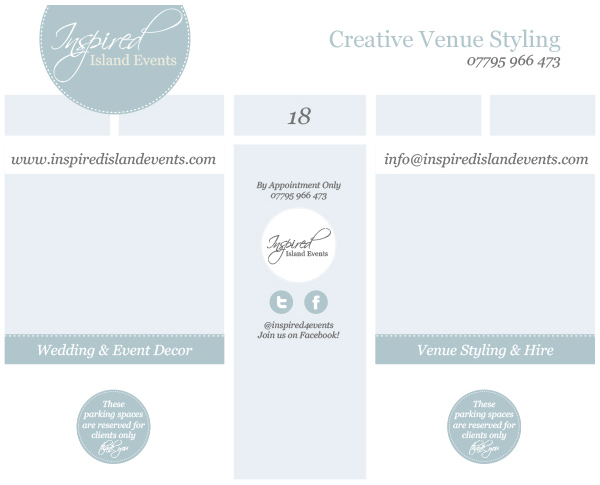 Inspired
Island Events
Creative Venue Styling
07795 966 473
18
www.inspiredislandevents.com
info@inspiredislandevents.com
By Appointment Only
07795 966 473
Inspired
Island Events
@inspired4events
Join us on Facebook!
Wedding & Event Decor
Venue Styling & Hire
These
parking spaces
are reserved for
clients only
thank you
These
parking spaces
are reserved for
clients only
thank you